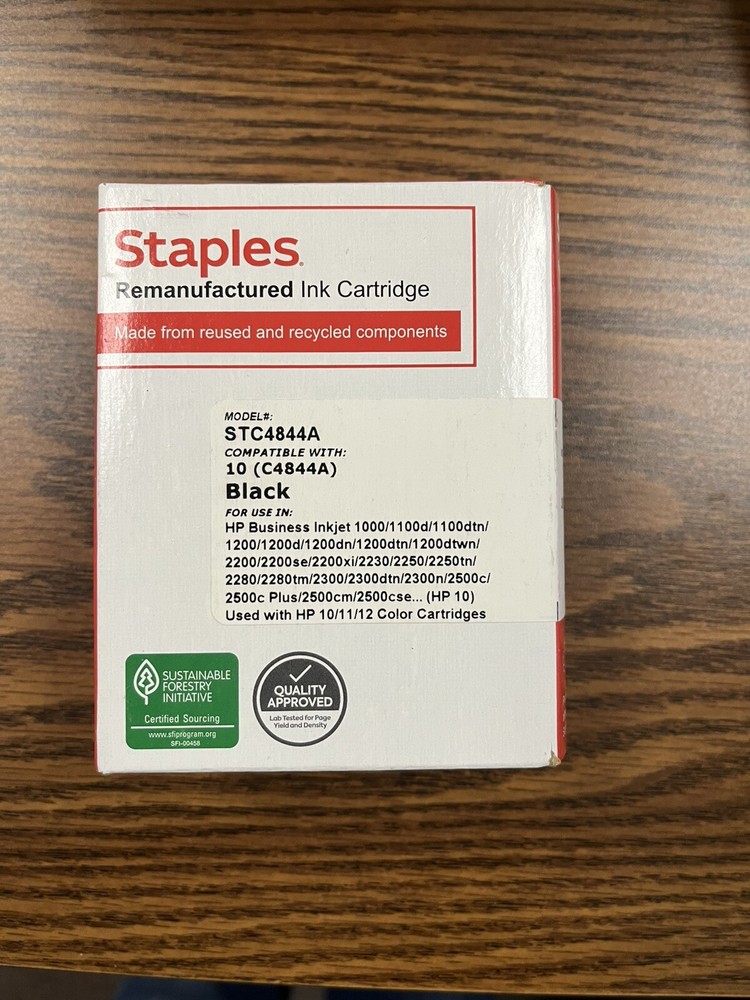 Staples.
Remanufactured Ink Cartridge
Made from reused and recycled components
MODEL#:
STC4844A
COMPATIBLE WITH:
10 (C4844A)
Black
FOR USE IN:
HP Business Inkjet 1000/1100d/1100dtn/
1200/1200d/1200dn/1200dtn/1200dtwn/
2200/2200se/2200xi/2230/2250/2250tn/
2280/2280tm/2300/2300dtn/2300n/2500c/
2500c Plus/2500cm/2500cse... (HP 10)
Used with HP 10/11/12 Color Cartridges
SUSTAINABLE
FORESTRY
INITIATIVE
Certified Sourcing
www.sfiprogram.org
SFI-00458
QUALITY
APPROVED
Lab Tested for Page
Yield and Density